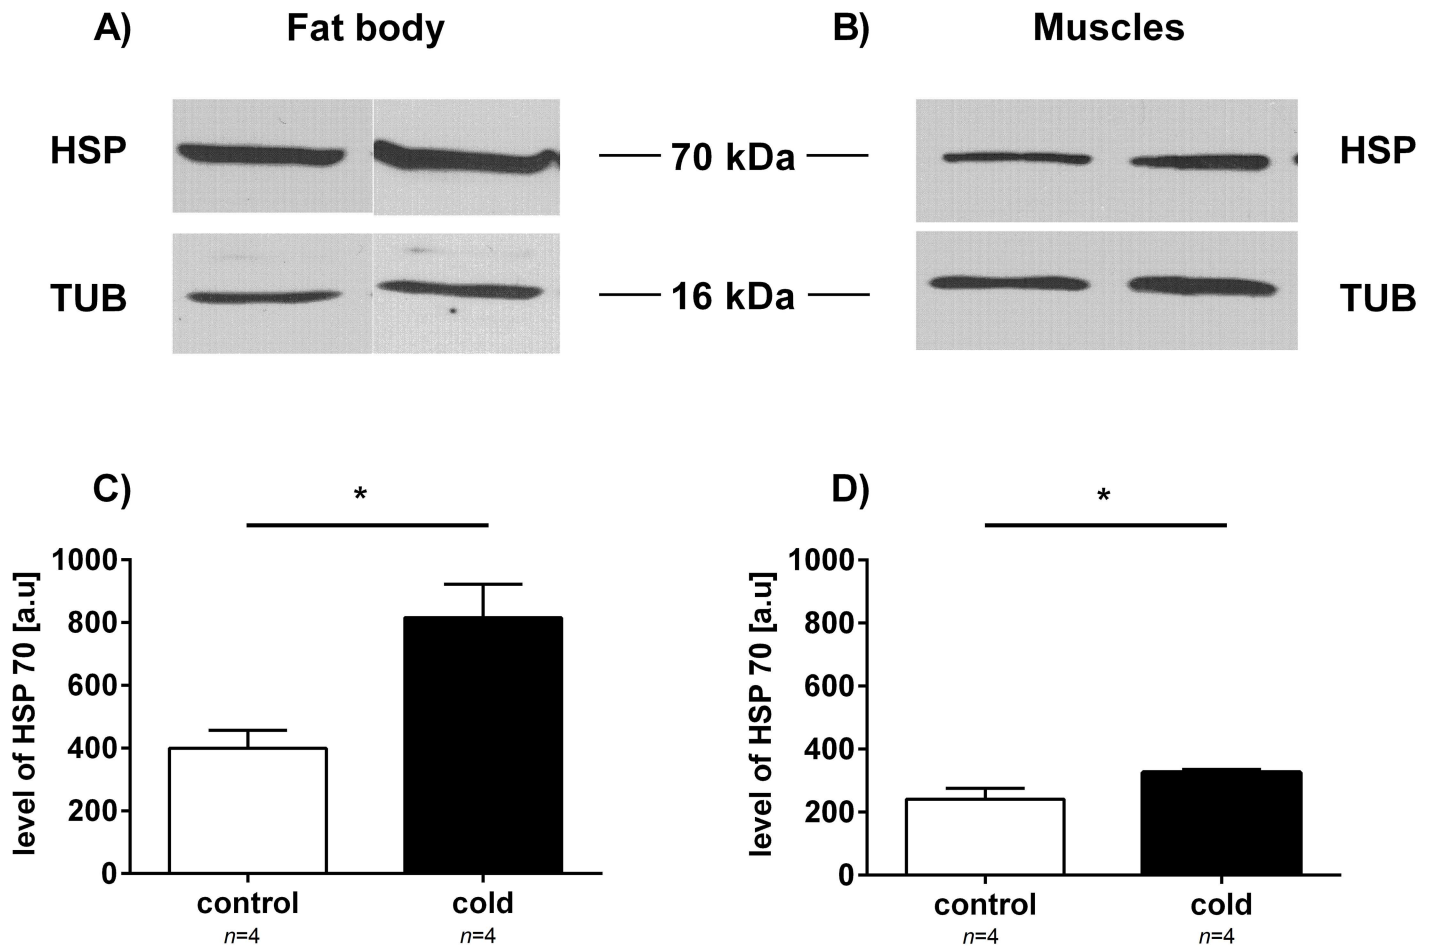 A) Fat body
B) Muscles
HSP
70 kDa
HSP
TUB
16 kDa
TUB
C)
*
level of HSP 70 [a.u]
1000
800
600
400
200
0
control
cold
n=4
n=4
D)
*
level of HSP 70 [a.u]
1000
800
600
400
200
0
control
cold
n=4
n=4